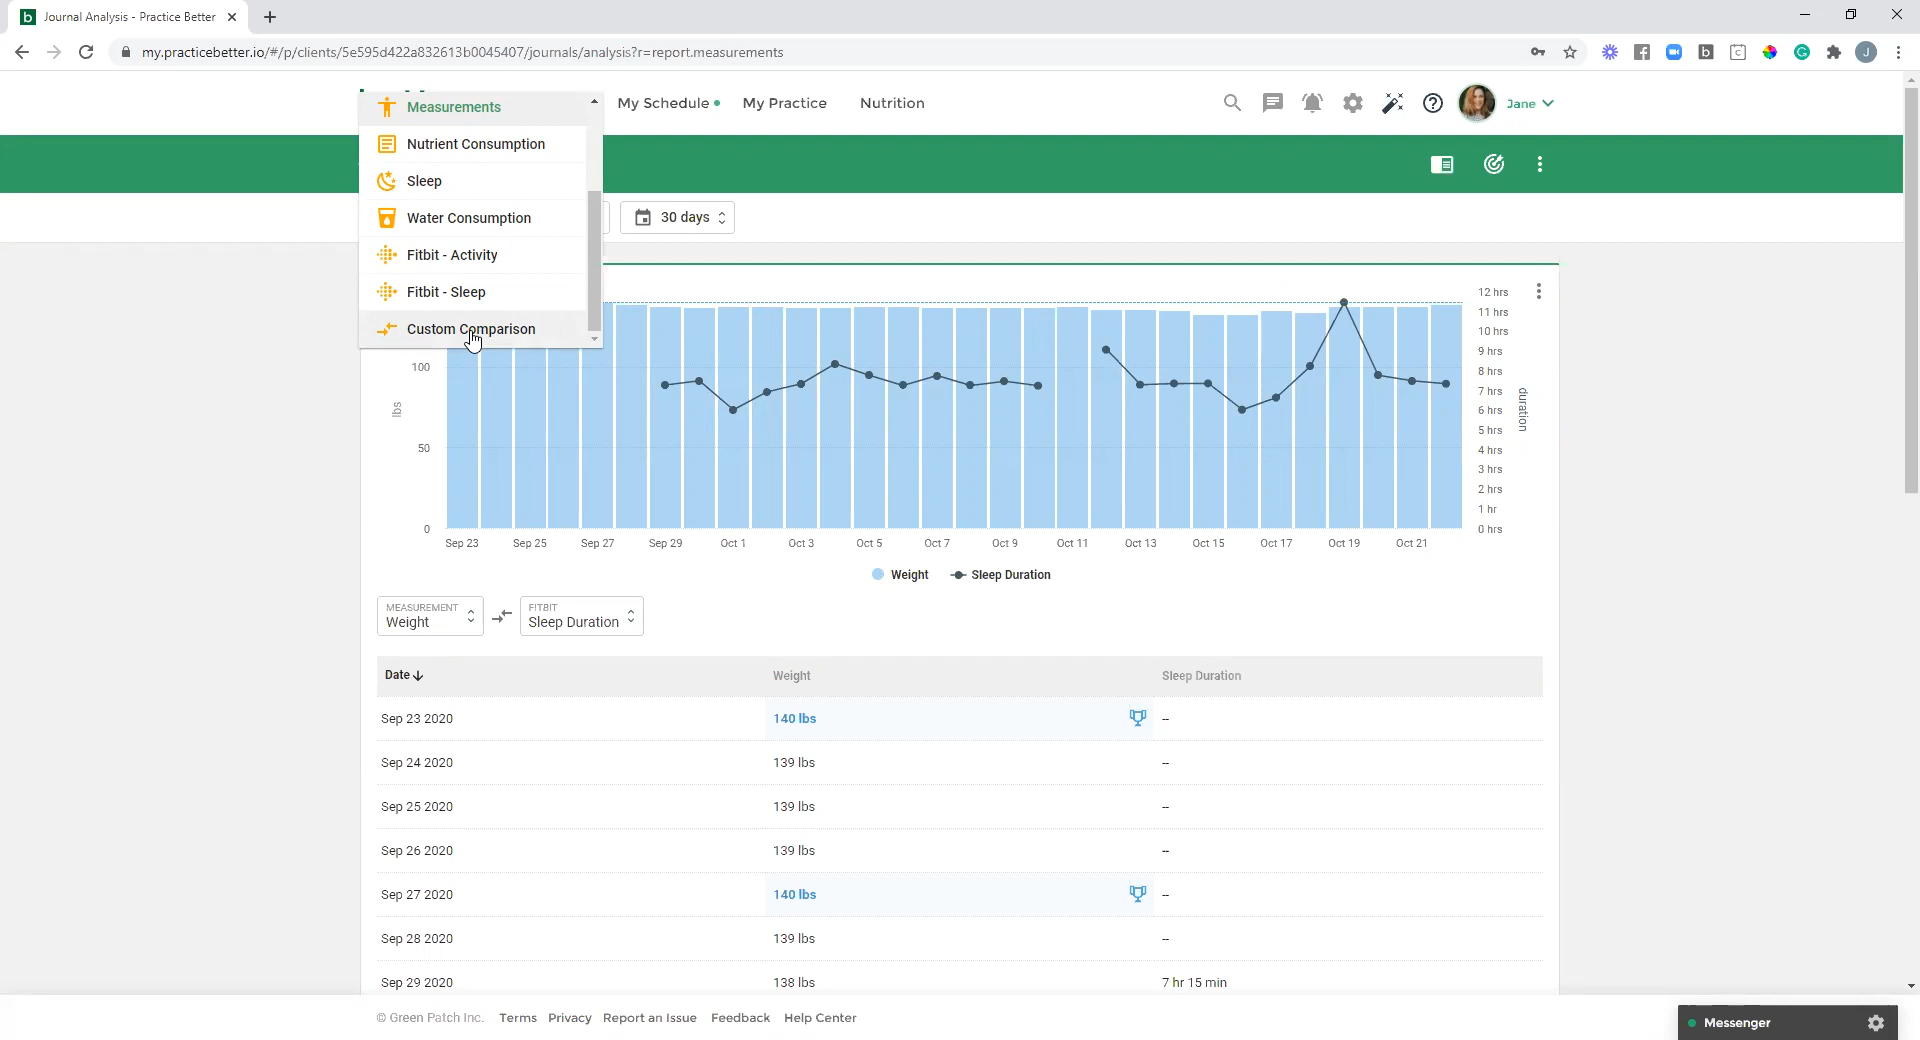 Journal Analysis - Practice Better
my.practicebetter.io/#/p/clients/5e595d422a832613b0045407/journals/analysis?r=report.measurements
My Schedule My Practice Nutrition
Jane
Measurements
Nutrient Consumption
Sleep
Water Consumption
Fitbit - Activity
Fitbit - Sleep
Custom Comparison
30 days
100
50
0
lbs
12 hrs
11 hrs
10 hrs
9 hrs
8 hrs
7 hrs
6 hrs
5 hrs
4 hrs
3 hrs
2 hrs
1 hr
0 hrs
duration
Sep 23 Sep 25 Sep 27 Sep 29 Oct 1 Oct 3 Oct 5 Oct 7 Oct 9 Oct 11 Oct 13 Oct 15 Oct 17 Oct 19 Oct 21
Weight Sleep Duration
MEASUREMENT
Weight
FITBIT
Sleep Duration
Date Weight Sleep Duration
Sep 23 2020 140 lbs --
Sep 24 2020 139 lbs --
Sep 25 2020 139 lbs --
Sep 26 2020 139 lbs --
Sep 27 2020 140 lbs --
Sep 28 2020 139 lbs --
Sep 29 2020 138 lbs 7 hr 15 min
© Green Patch Inc. Terms Privacy Report an Issue Feedback Help Center
Messenger